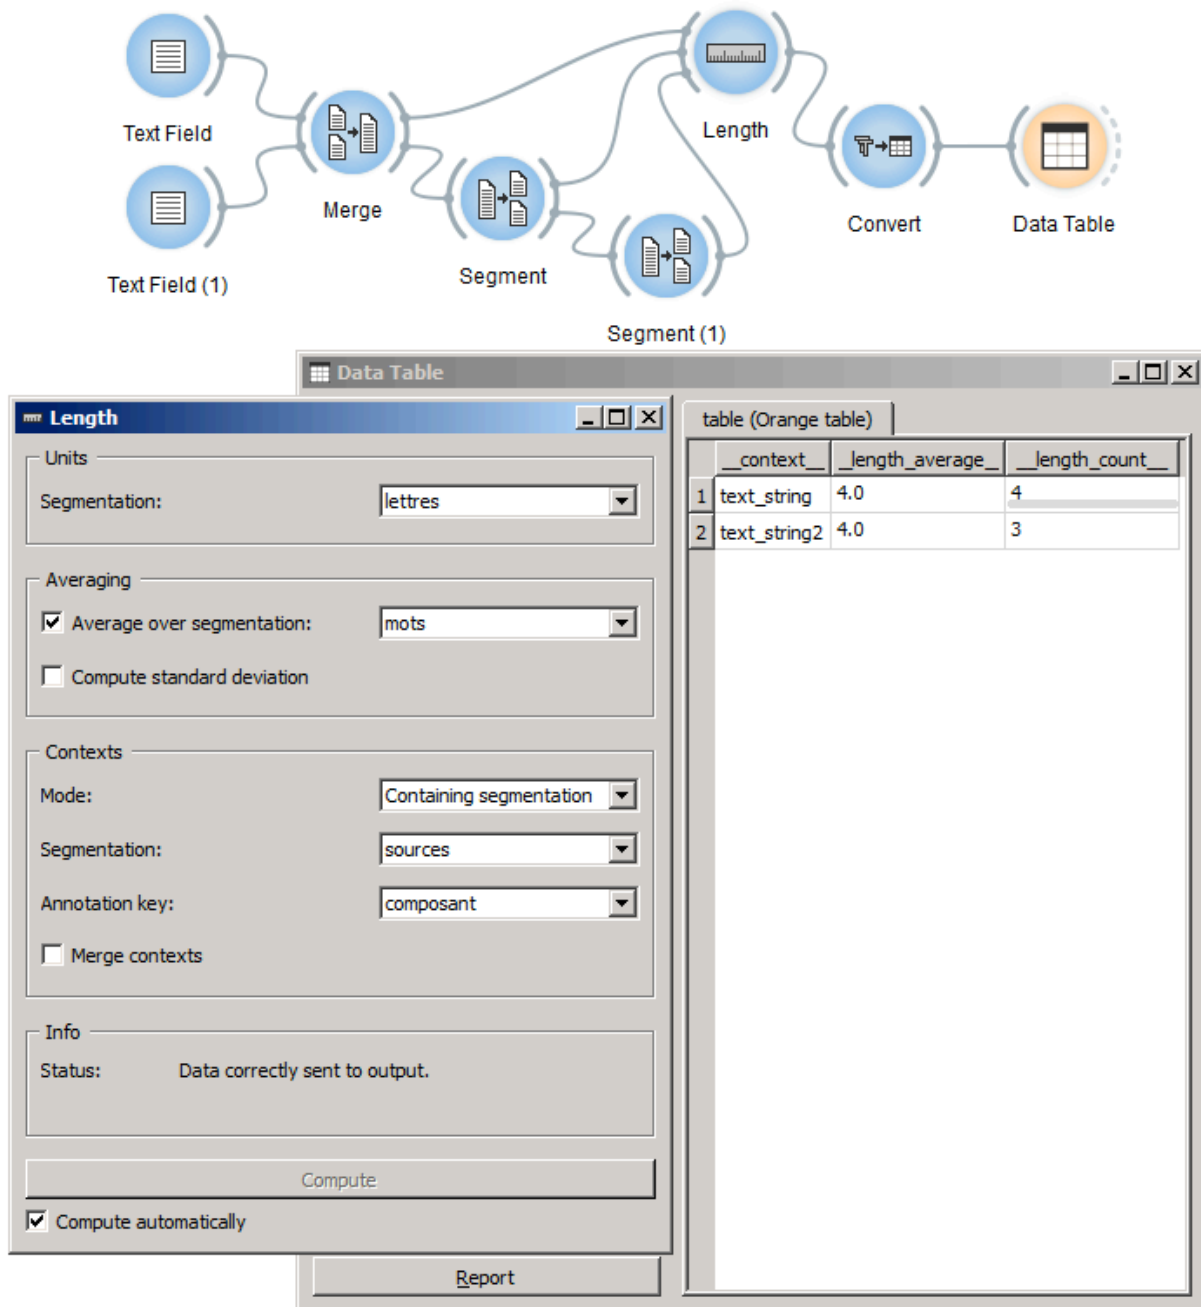 Text Field
Length
Merge
Convert
Data Table
Text Field (1)
Segment
Segment (1)
Data Table
Length
Units
Segmentation: lettres
Averaging
Average over segmentation: mots
Compute standard deviation
Contexts
Mode: Containing segmentation
Segmentation: sources
Annotation key: composant
Merge contexts
Info
Status: Data correctly sent to output.
Compute
Compute automatically
Report
table (Orange table)
__context__ __length_average_ __length_count__
1 text_string 4.0 4
2 text_string2 4.0 3